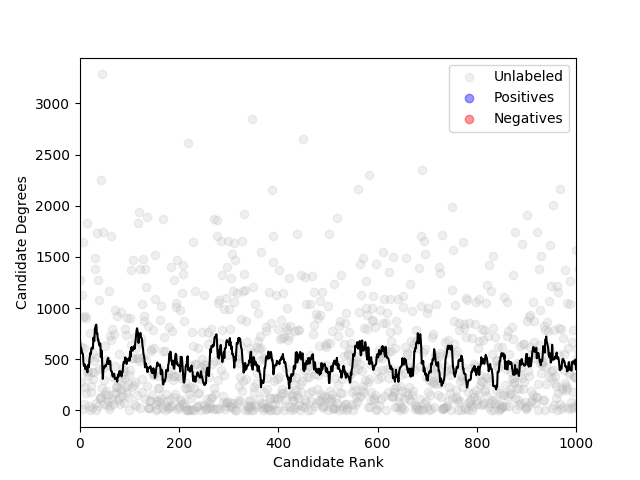 Unlabeled
Positives
Negatives
3000
2500
2000
1500
1000
500
0
Candidate Degrees
0 200 400 600 800 1000
Candidate Rank